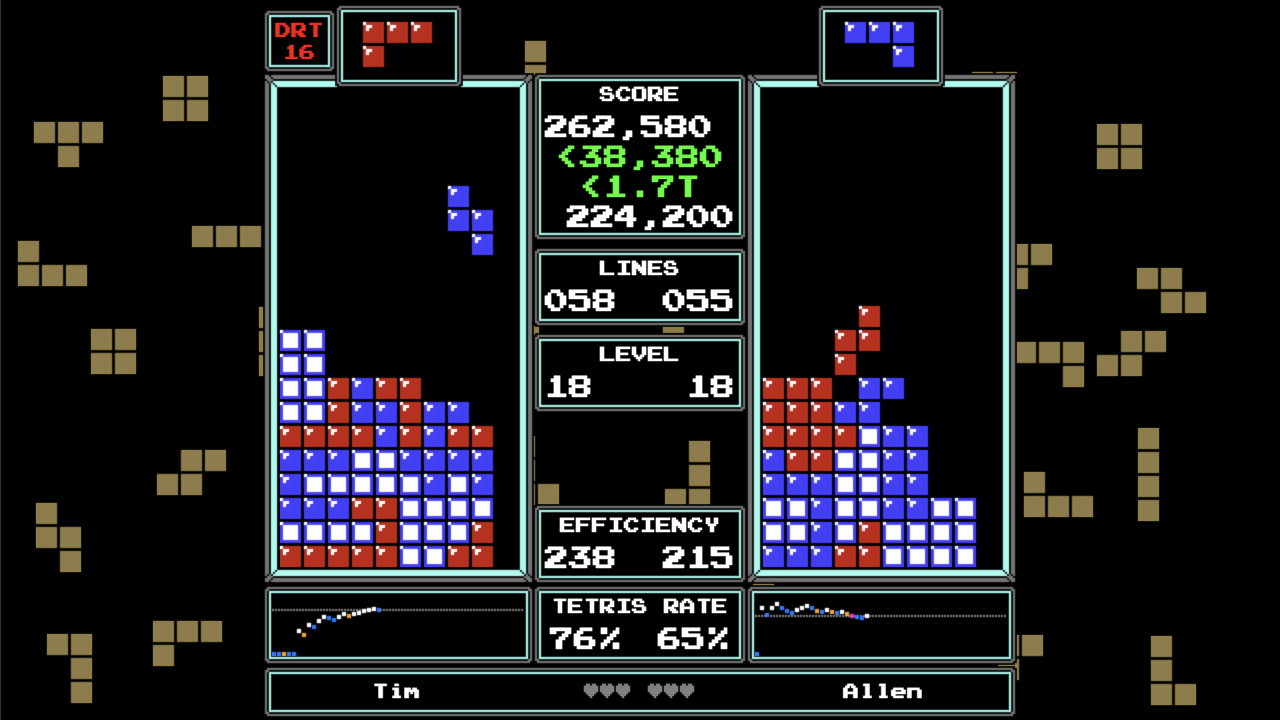 DRT
16
SCORE
262,580
<38,380
<1.7T
224,200
LINES
058 055
LEVEL
18 18
EFFICIENCY
238 215
TETRIS RATE
76% 65%
Tim Allen